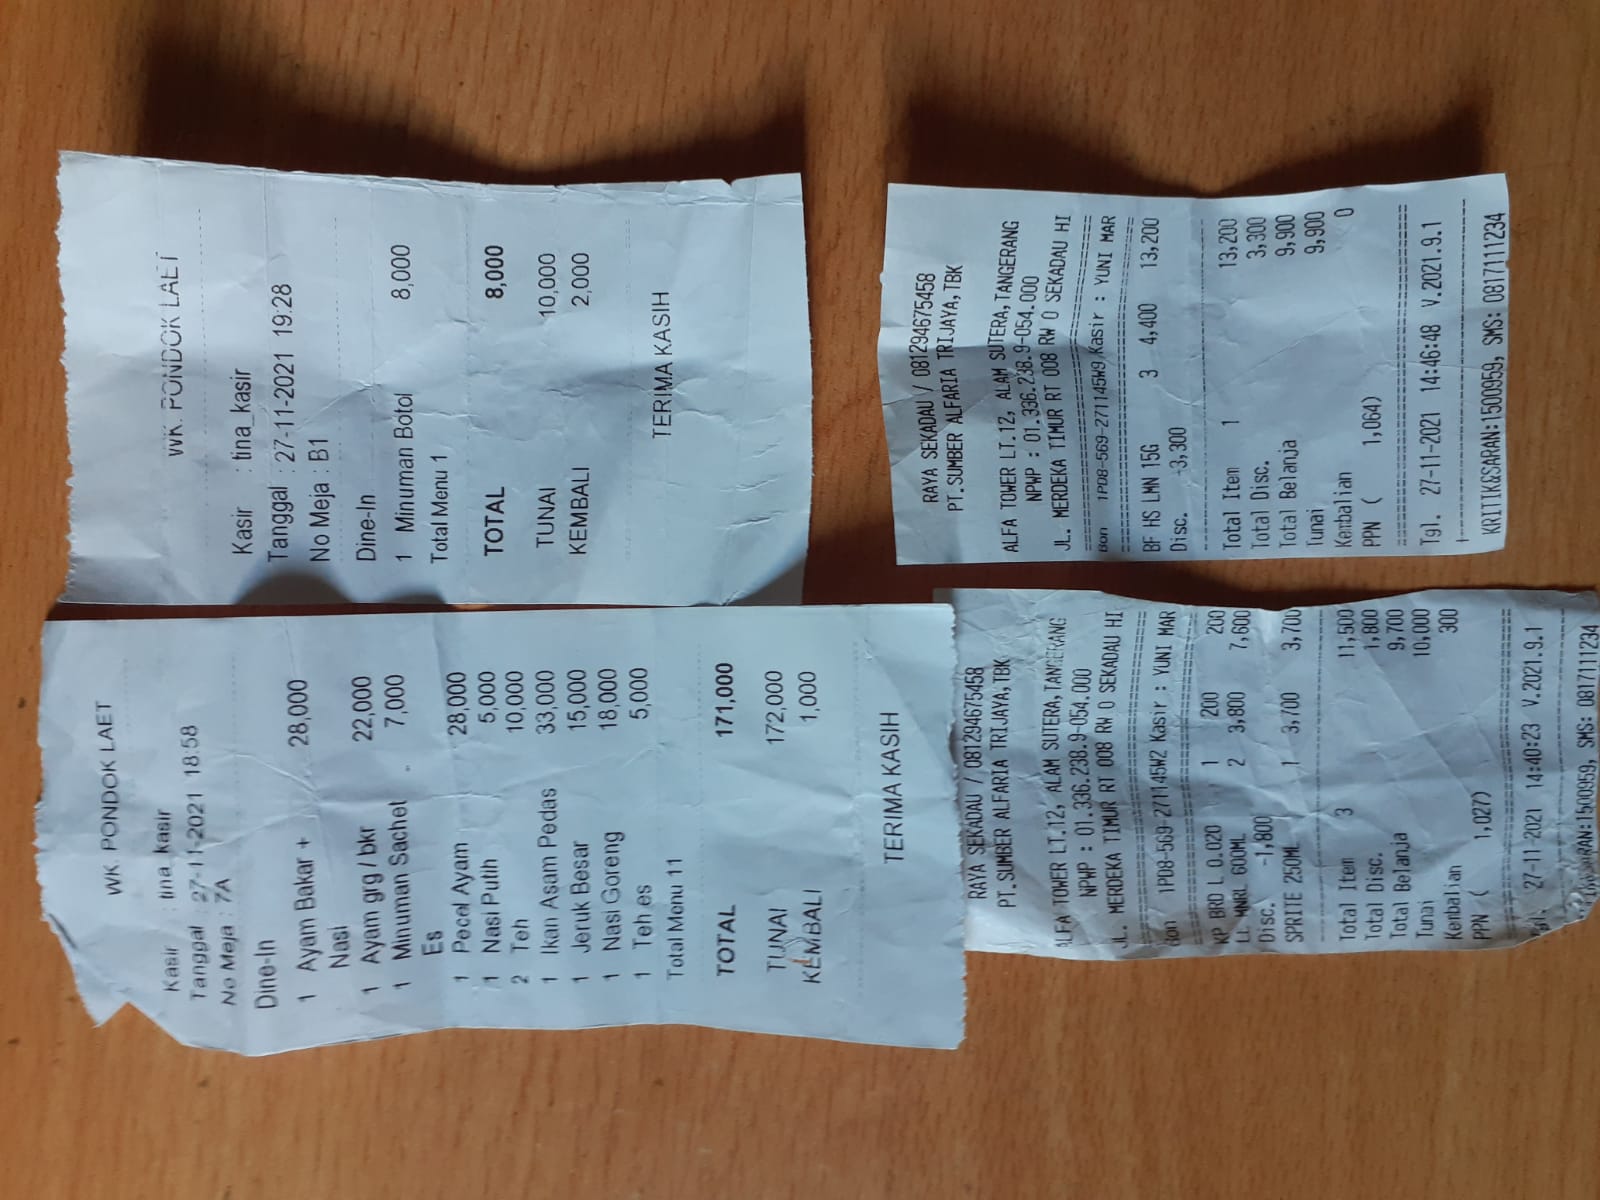 WK. PONDOK LAET
Kasir : tina_kasir
Tanggal : 27-11-2021 18:58
No Meja : 7A
Dine-In
1 Ayam Bakar + 28,000
Nasi
1 Ayam grg / bkr 22,000
1 Minuman Sachet 7,000
Es
1 Pecel Ayam 28,000
1 Nasi Putih 5,000
2 Teh 10,000
1 Ikan Asam Pedas 33,000
1 Jeruk Besar 15,000
1 Nasi Goreng 18,000
1 Teh es 5,000
Total Menu 11
TOTAL 171,000
TUNAI 172,000
KEMBALI 1,000
TERIMA KASIH
WK. PONDOK LAET
Kasir : tina_kasir
Tanggal : 27-11-2021 19:28
No Meja : B1
Dine-In
1 Minuman Botol 8,000
Total Menu 1
TOTAL 8,000
TUNAI 10,000
KEMBALI 2,000
TERIMA KASIH
RAYA SEKADAU / 081294675458
PT.SUMBER ALFARIA TRIJAYA,TBK
ALFA TOWER LT.12, ALAM SUTERA,TANGERANG
NPWP : 01.336.238.9-054.000
JL. MERDEKA TIMUR RT 008 RW 0 SEKADAU HI
Bon 1P08-569-271145W2 Kasir : YUNI MAR
KP BRD L 0.020 1 200 200
LE MNRL 600ML 2 3,800 7,600
Disc. -1,800
SPRITE 250ML 1 3,700 3,700
Total Item 3 11,500
Total Disc. 1,800
Total Belanja 9,700
Tunai 10,000
Kembalian 300
PPN ( 1,027)
Tgl. 27-11-2021 14:40:23 V.2021.9.1
SARAN:1500959, SMS: 081711234
RAYA SEKADAU / 081294675458
PT.SUMBER ALFARIA TRIJAYA,TBK
ALFA TOWER LT.12, ALAM SUTERA,TANGERANG
NPWP : 01.336.238.9-054.000
JL. MERDEKA TIMUR RT 008 RW 0 SEKADAU HI
Bon 1P08-569-271145W9 Kasir : YUNI MAR
BF HS LMN 15G 3 4,400 13,200
Disc. -3,300
Total Item 1 13,200
Total Disc. 3,300
Total Belanja 9,900
Tunai 9,900
Kembalian 0
PPN ( 1,064)
Tgl. 27-11-2021 14:46:48 V.2021.9.1
KRITIK&SARAN:1500959, SMS: 0817111234